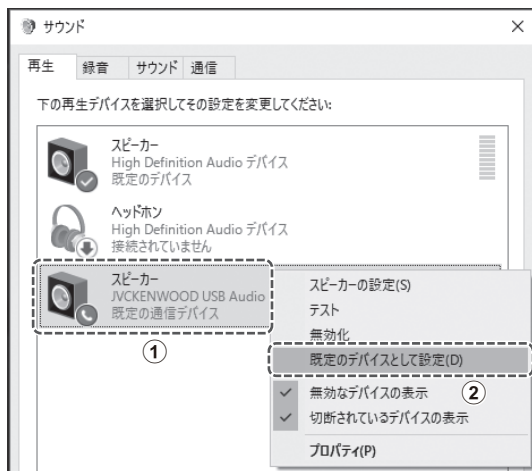 サウンド
再生 録音 サウンド 通信
下の再生デバイスを選択してその設定を変更してください:
スピーカー
High Definition Audio デバイス
既定のデバイス
ヘッドホン
High Definition Audio デバイス
接続されていません
スピーカー
JVCKENWOOD USB Audio
既定の通信デバイス
①
スピーカーの設定(S)
テスト
無効化
既定のデバイスとして設定(D)
②
無効なデバイスの表示
切断されているデバイスの表示
プロパティ(P)